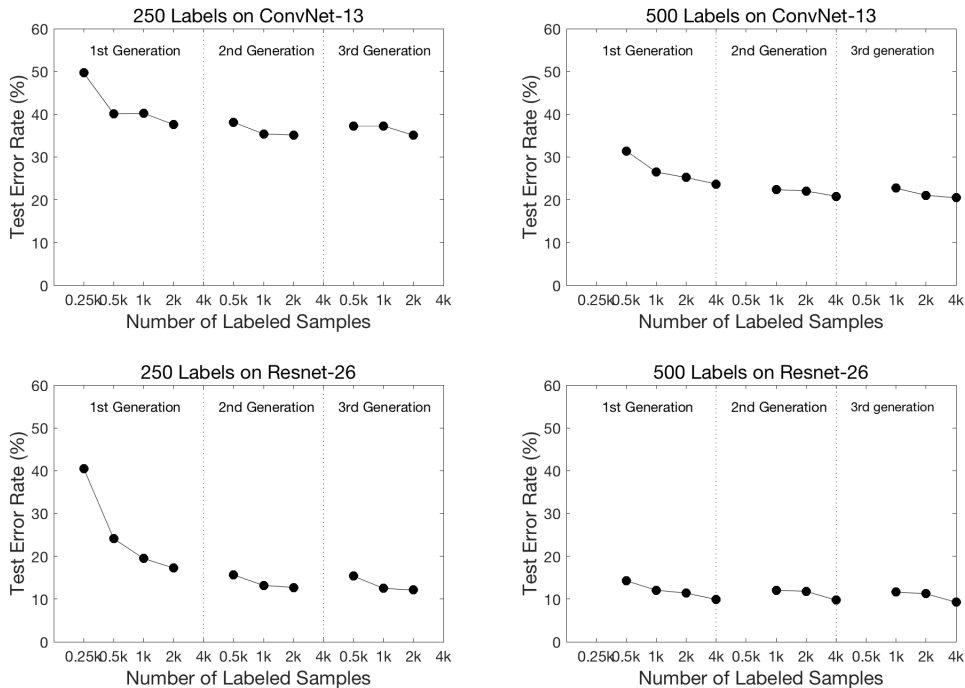 250 Labels on ConvNet-13
60
50
40
30
20
10
0
Test Error Rate (%)
1st Generation 2nd Generation 3rd Generation
0.25k 0.5k 1k 2k 4k 0.5k 1k 2k 4k 0.5k 1k 2k 4k
Number of Labeled Samples
500 Labels on ConvNet-13
60
50
40
30
20
10
0
Test Error Rate (%)
1st Generation 2nd Generation 3rd generation
0.25k 0.5k 1k 2k 4k 0.5k 1k 2k 4k 0.5k 1k 2k 4k
Number of Labeled Samples
250 Labels on Resnet-26
60
50
40
30
20
10
0
Test Error Rate (%)
1st Generation 2nd Generation 3rd Generation
0.25k 0.5k 1k 2k 4k 0.5k 1k 2k 4k 0.5k 1k 2k 4k
Number of Labeled Samples
500 Labels on Resnet-26
60
50
40
30
20
10
0
Test Error Rate (%)
1st Generation 2nd Generation 3rd generation
0.25k 0.5k 1k 2k 4k 0.5k 1k 2k 4k 0.5k 1k 2k 4k
Number of Labeled Samples